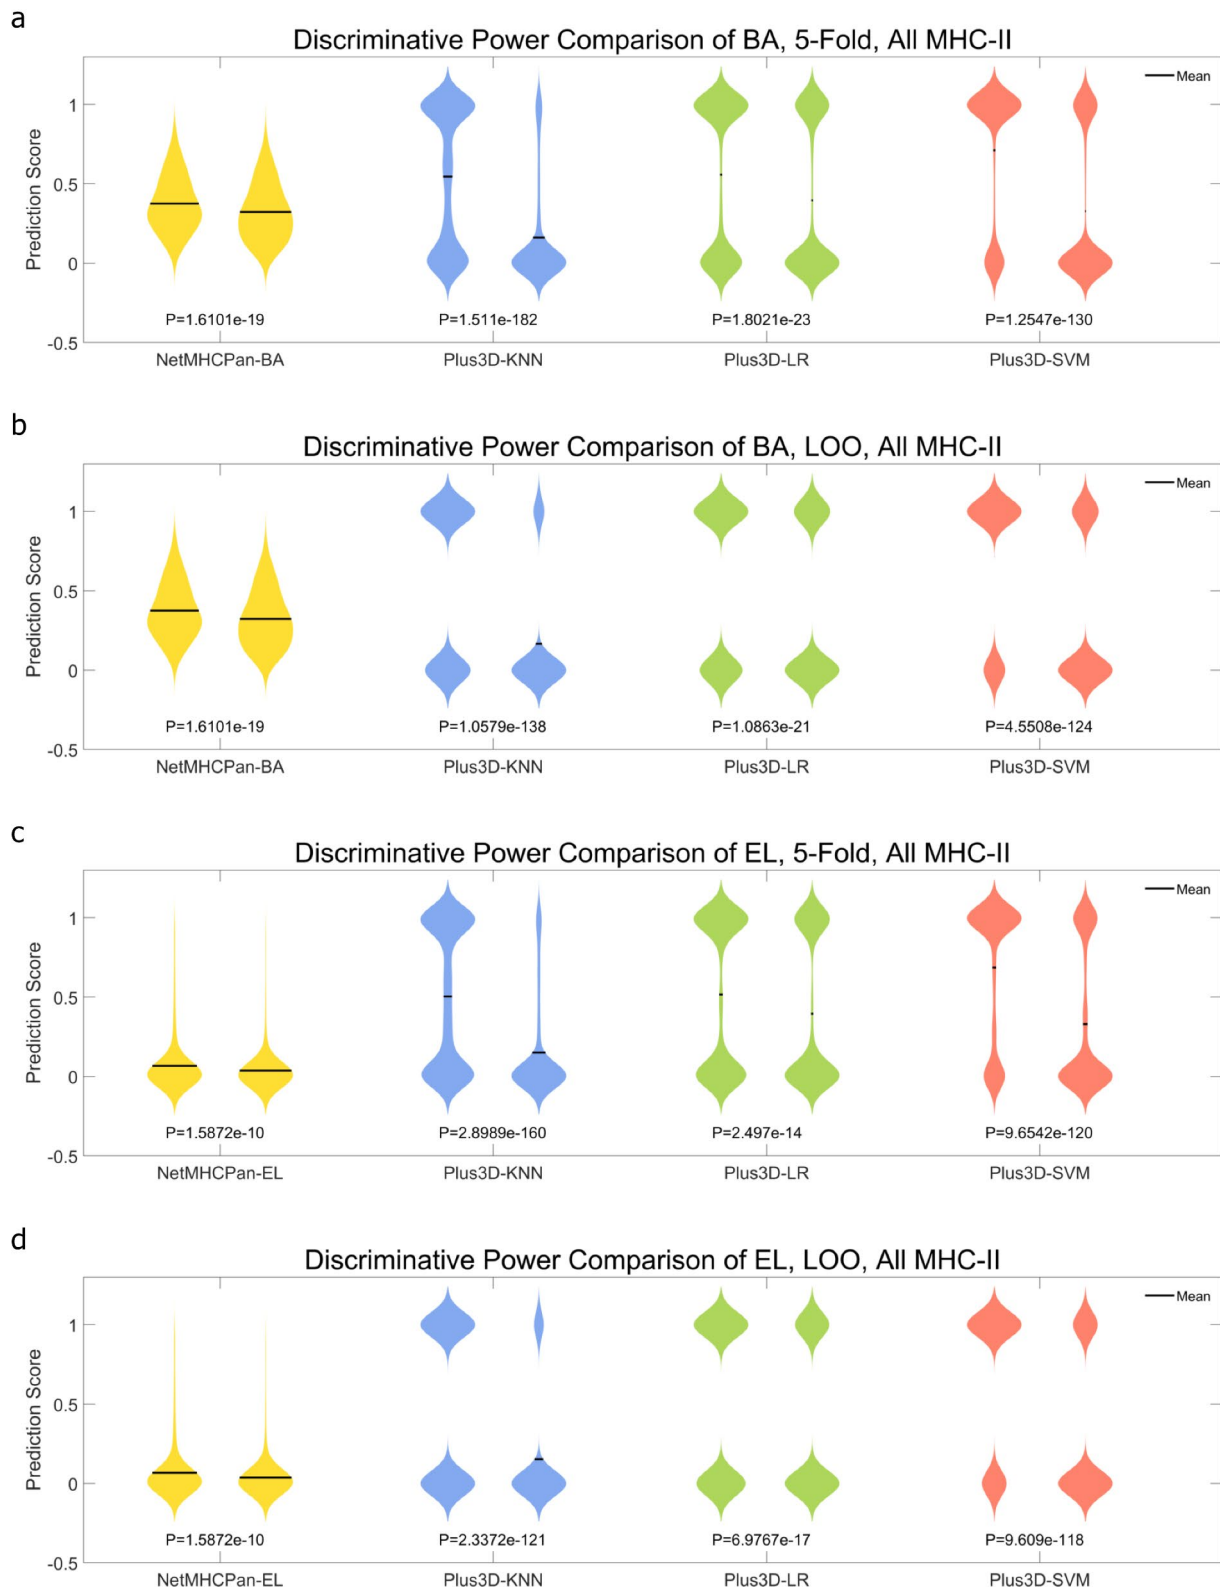 a
Discriminative Power Comparison of BA, 5-Fold, All MHC-II
Mean
1
0.5
0
-0.5
Prediction Score
P=1.6101e-19 P=1.511e-182 P=1.8021e-23 P=1.2547e-130
NetMHCPan-BA Plus3D-KNN Plus3D-LR Plus3D-SVM
b
Discriminative Power Comparison of BA, LOO, All MHC-II
Mean
1
0.5
0
-0.5
Prediction Score
P=1.6101e-19 P=1.0579e-138 P=1.0863e-21 P=4.5508e-124
NetMHCPan-BA Plus3D-KNN Plus3D-LR Plus3D-SVM
c
Discriminative Power Comparison of EL, 5-Fold, All MHC-II
Mean
1
0.5
0
-0.5
Prediction Score
P=1.5872e-10 P=2.8989e-160 P=2.497e-14 P=9.6542e-120
NetMHCPan-EL Plus3D-KNN Plus3D-LR Plus3D-SVM
d
Discriminative Power Comparison of EL, LOO, All MHC-II
Mean
1
0.5
0
-0.5
Prediction Score
P=1.5872e-10 P=2.3372e-121 P=6.9767e-17 P=9.609e-118
NetMHCPan-EL Plus3D-KNN Plus3D-LR Plus3D-SVM